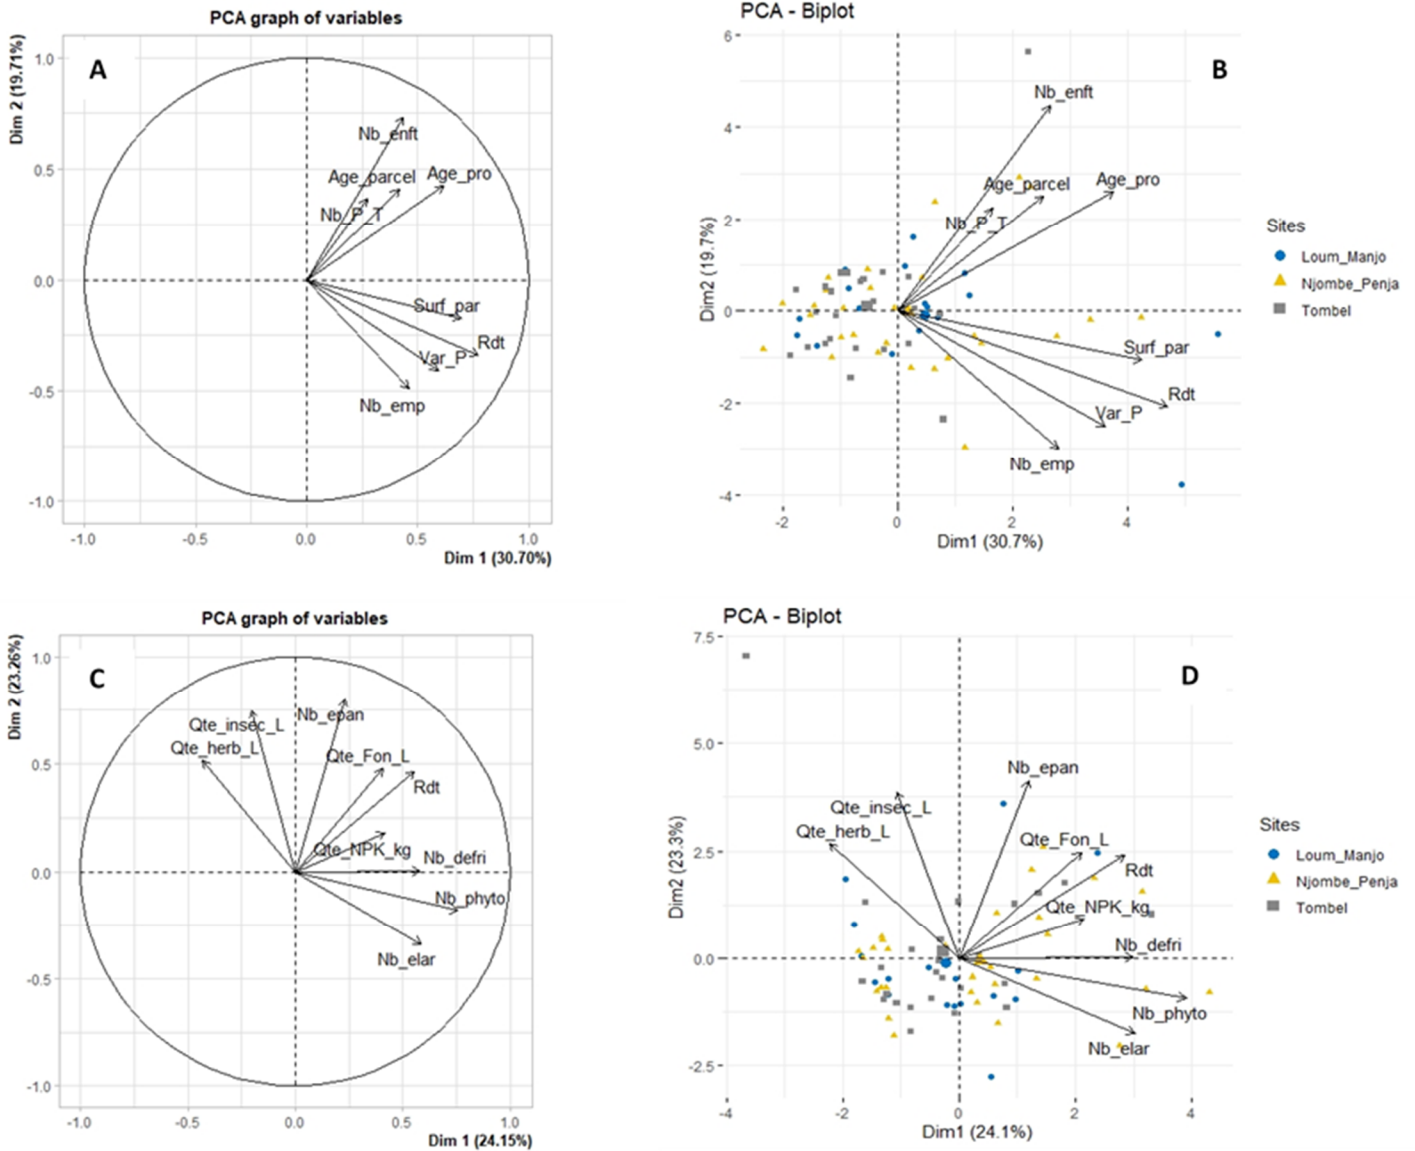 PCA graph of variables
A
Dim 2 (19.71%)
1.0
0.5
0.0
-0.5
-1.0
Nb_enft
Age_parcel
Age_pro
Nb_P_T
Surf_par
Rdt
Var_P
Nb_emp
-1.0
-0.5
0.0
0.5
1.0
Dim 1 (30.70%)
PCA - Biplot
B
Dim2 (19.7%)
6
4
2
0
-2
-4
Nb_enft
Age_parcel
Age_pro
Nb_P_T
Surf_par
Rdt
Var_P
Nb_emp
-2
0
2
4
Dim1 (30.7%)
Sites
Loum_Manjo
Njombe_Penja
Tombel
PCA graph of variables
C
Dim 2 (23.26%)
1.0
0.5
0.0
-0.5
-1.0
Nb_epan
Qte_insec_L
Qte_herb_L
Qte_Fon_L
Rdt
Qte_NPK_kg
Nb_defri
Nb_phyto
Nb_elar
-1.0
-0.5
0.0
0.5
1.0
Dim 1 (24.15%)
PCA - Biplot
D
Dim2 (23.3%)
7.5
5.0
2.5
0.0
-2.5
Nb_epan
Qte_insec_L
Qte_herb_L
Qte_Fon_L
Rdt
Qte_NPK_kg
Nb_defri
Nb_phyto
Nb_elar
-4
-2
0
2
4
Dim1 (24.1%)
Sites
Loum_Manjo
Njombe_Penja
Tombel